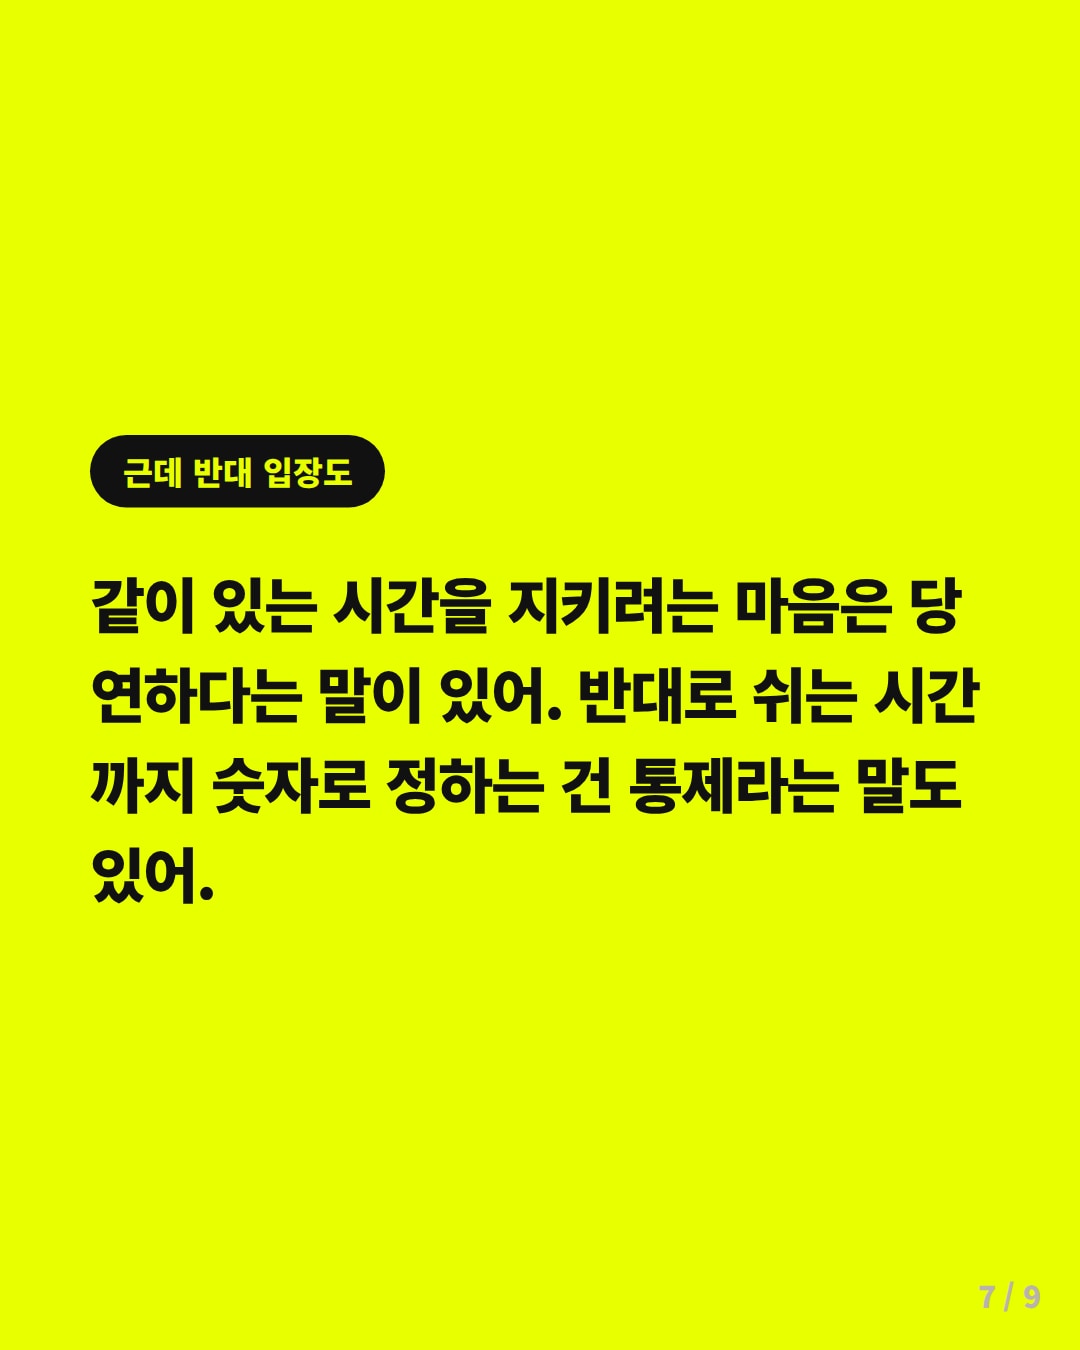 근데 반대 입장도
같이 있는 시간을 지키려는 마음은 당
연하다는 말이 있어. 반대로 쉬는 시간
까지 숫자로 정하는 건 통제라는 말도
있어.
7 / 9